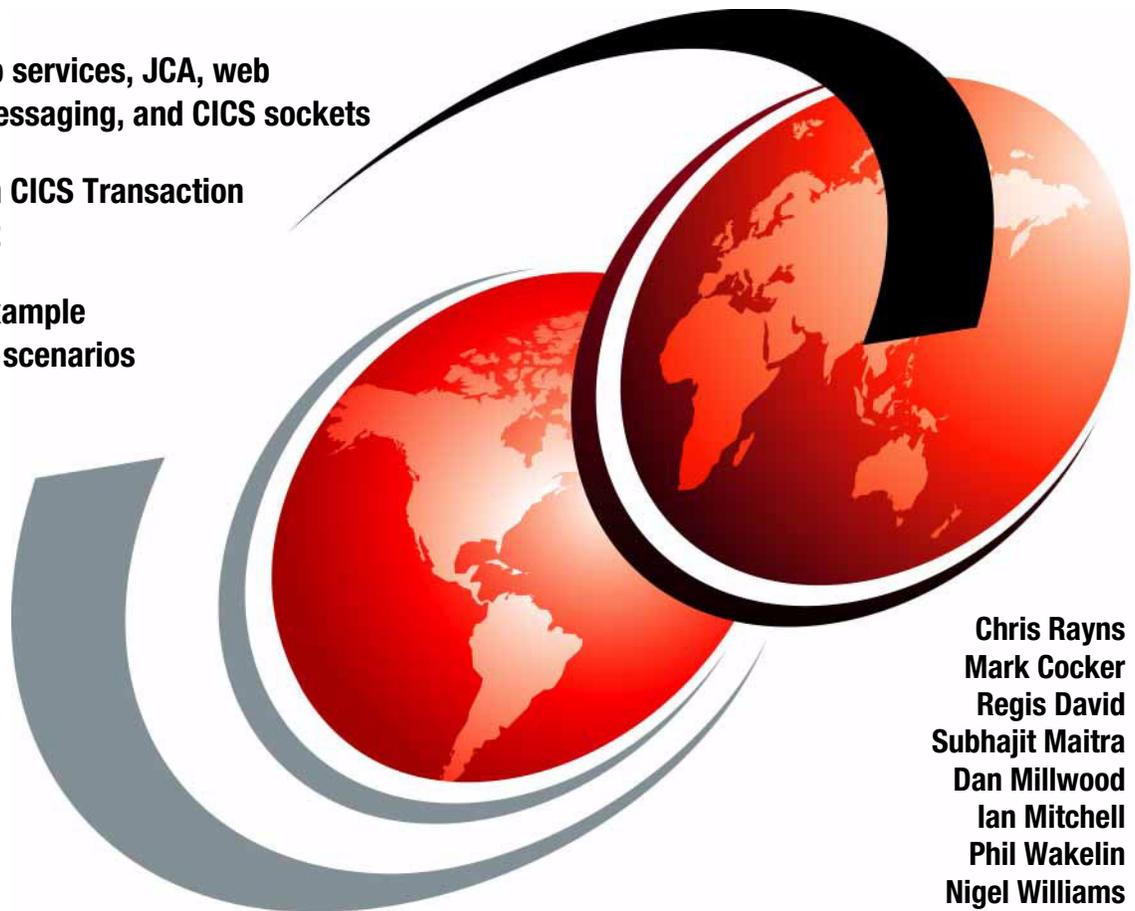 services, JCA, web
essaging, and CICS sockets
CICS Transaction
ample
scenarios
Chris Rayns
Mark Cocker
Regis David
Subhajit Maitra
Dan Millwood
Ian Mitchell
Phil Wakelin
Nigel Williams